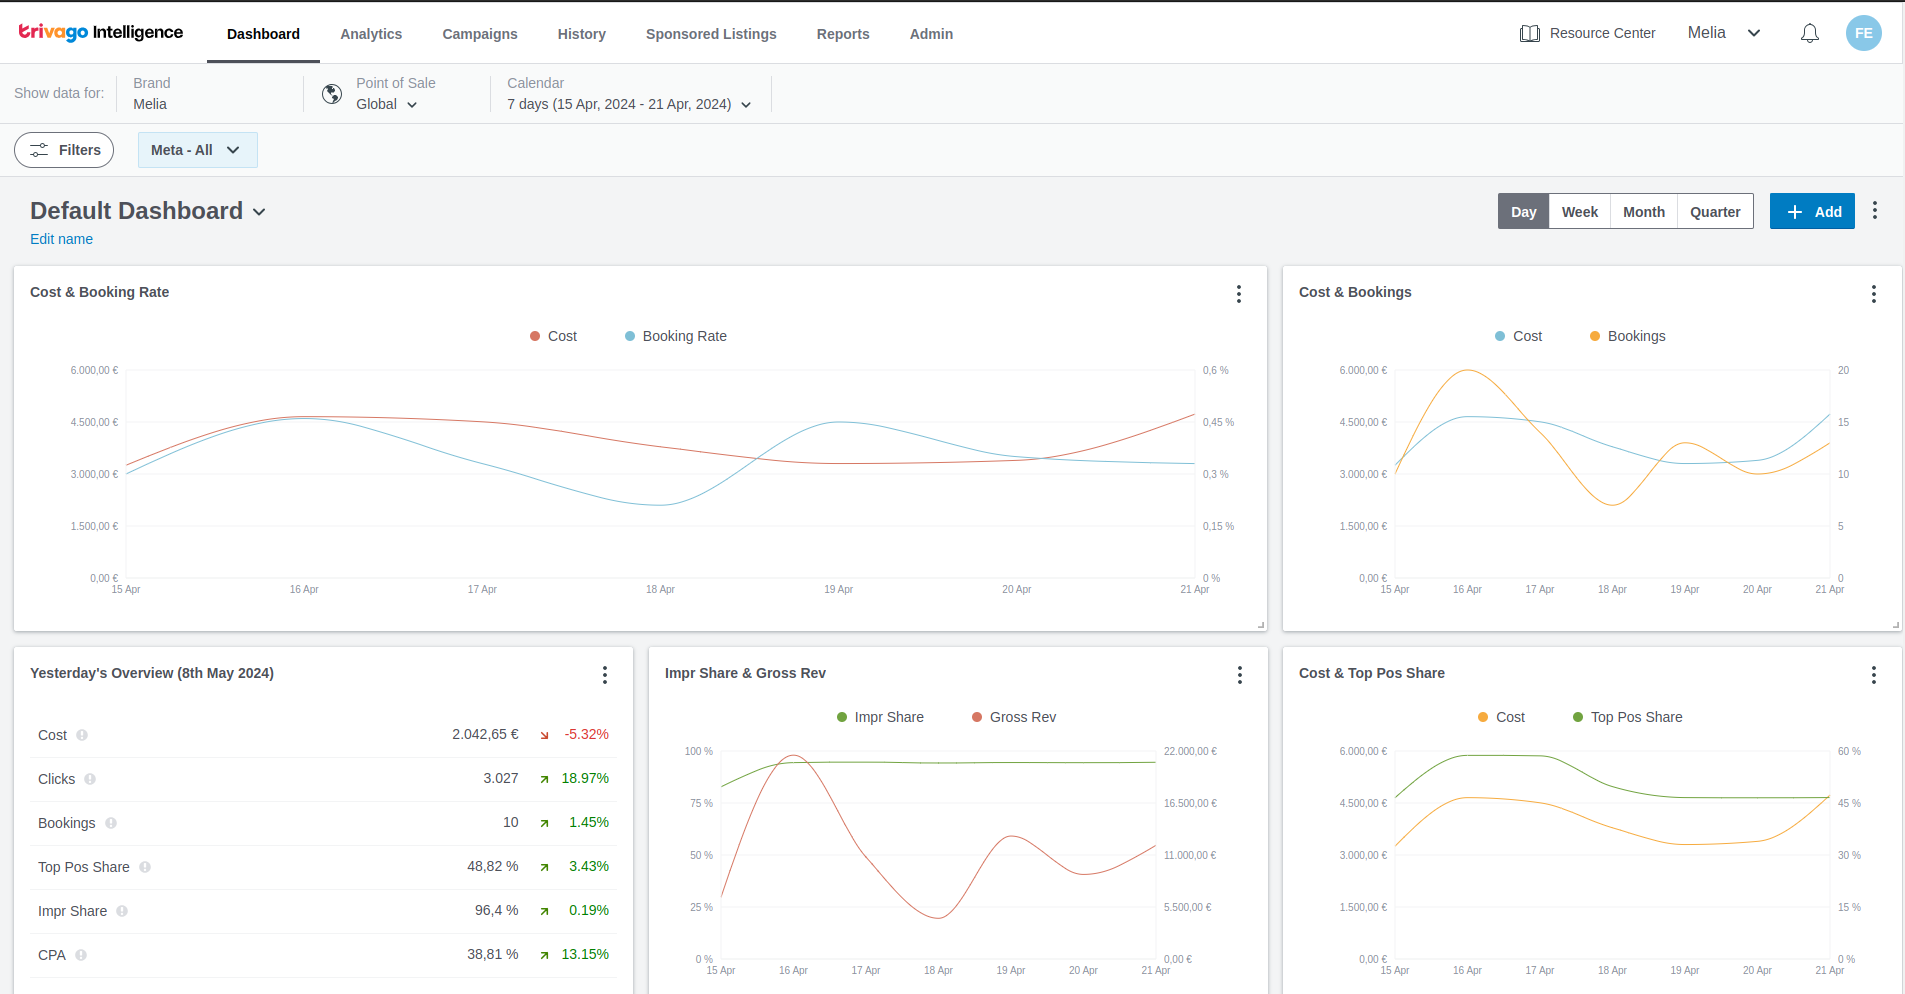 trivago Intelligence
Dashboard
Analytics
Campaigns
History
Sponsored Listings
Reports
Admin
Resource Center
Melia
FE
Show data for:
Brand
Melia
Point of Sale
Global
Calendar
7 days (15 Apr, 2024 - 21 Apr, 2024)
Filters
Meta - All
Default Dashboard
Edit name
Day
Week
Month
Quarter
Add
Cost & Booking Rate
Cost
Booking Rate
6.000,00 €
4.500,00 €
3.000,00 €
1.500,00 €
0,00 €
0,6 %
0,45 %
0,3 %
0,15 %
0 %
15 Apr
16 Apr
17 Apr
18 Apr
19 Apr
20 Apr
21 Apr
Cost & Bookings
Cost
Bookings
6.000,00 €
4.500,00 €
3.000,00 €
1.500,00 €
0,00 €
20
15
10
5
0
15 Apr
16 Apr
17 Apr
18 Apr
19 Apr
20 Apr
21 Apr
Yesterday's Overview (8th May 2024)
Cost 2.042,65 € -5.32%
Clicks 3.027 18.97%
Bookings 10 1.45%
Top Pos Share 48,82 % 3.43%
Impr Share 96,4 % 0.19%
CPA 38,81 % 13.15%
Impr Share & Gross Rev
Impr Share
Gross Rev
100 %
75 %
50 %
25 %
0 %
22.000,00 €
16.500,00 €
11.000,00 €
5.500,00 €
0,00 €
15 Apr
16 Apr
17 Apr
18 Apr
19 Apr
20 Apr
21 Apr
Cost & Top Pos Share
Cost
Top Pos Share
6.000,00 €
4.500,00 €
3.000,00 €
1.500,00 €
0,00 €
60 %
45 %
30 %
15 %
0 %
15 Apr
16 Apr
17 Apr
18 Apr
19 Apr
20 Apr
21 Apr